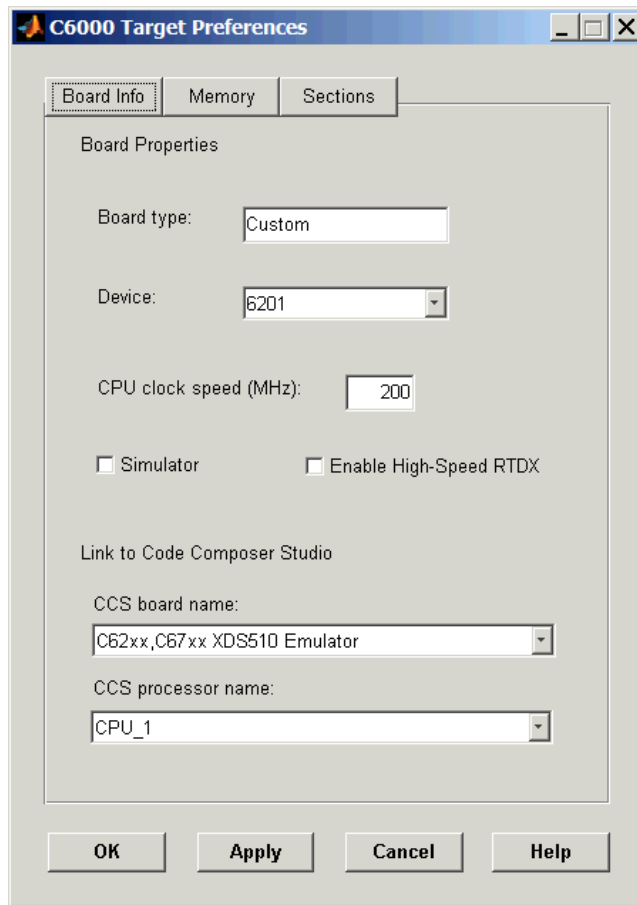 C6000 Target Preferences
Board Info Memory Sections
Board Properties
Board type: Custom
Device: 6201
CPU clock speed (MHz): 200
Simulator Enable High-Speed RTDX
Link to Code Composer Studio
CCS board name:
C62xx,C67xx XDS510 Emulator
CCS processor name:
CPU_1
OK Apply Cancel Help